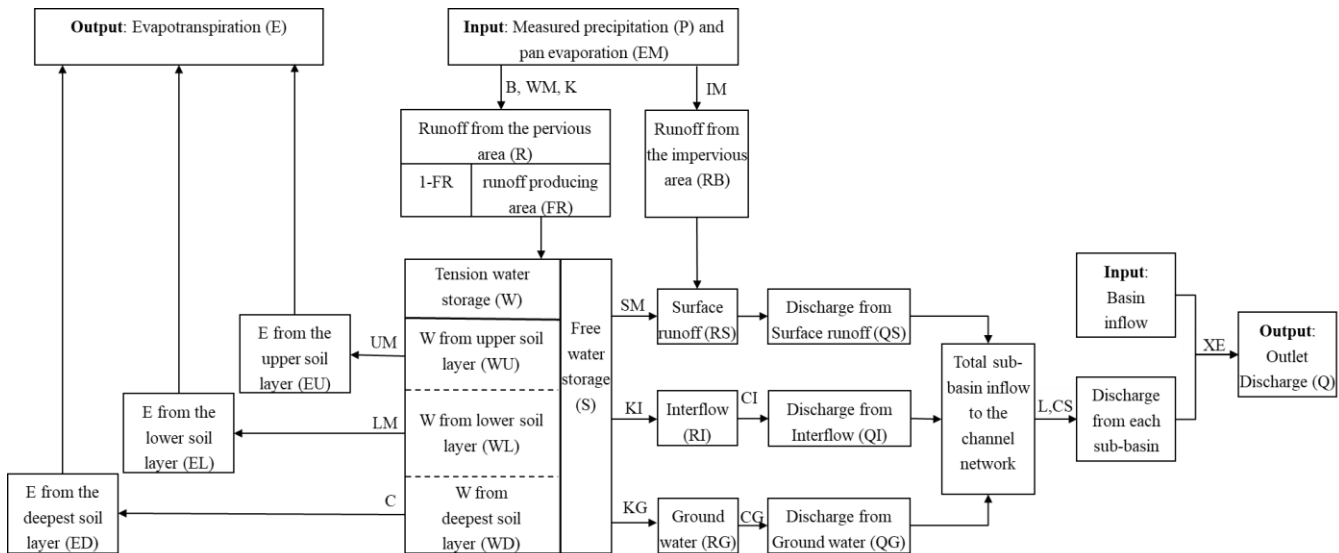 Output: Evapotranspiration (E)
Input: Measured precipitation (P) and
pan evaporation (EM)
B, WM, K
IM
Runoff from the pervious
area (R)
1-FR
runoff producing
area (FR)
Runoff from
the impervious
area (RB)
Tension water
storage (W)
Free
water
storage
(S)
SM
Surface
runoff (RS)
Discharge from
Surface runoff (QS)
Input:
Basin
inflow
E from the
upper soil
layer (EU)
UM
W from upper soil
layer (WU)
Total sub-
basin inflow
to the
channel
network
XE
Output:
Outlet
Discharge (Q)
E from the
lower soil
layer (EL)
LM
W from lower soil
layer (WL)
KI
Interflow
(RI)
CI
Discharge from
Interflow (QI)
L,CS
Discharge
from each
sub-basin
E from the
deepest soil
layer (ED)
C
W from
deepest soil
layer (WD)
KG
Ground
water (RG)
CG
Discharge from
Ground water (QG)